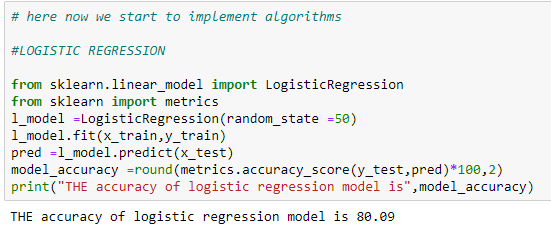 # here now we start to implement algorithms
#LOGISTIC REGRESSION
from sklearn.linear_model import LogisticRegression
from sklearn import metrics
l_model =LogisticRegression(random_state =50)
l_model.fit(x_train,y_train)
pred =l_model.predict(x_test)
model_accuracy =round(metrics.accuracy_score(y_test,pred)*100,2)
print("THE accuracy of logistic regression model is",model_accuracy)
THE accuracy of logistic regression model is 80.09